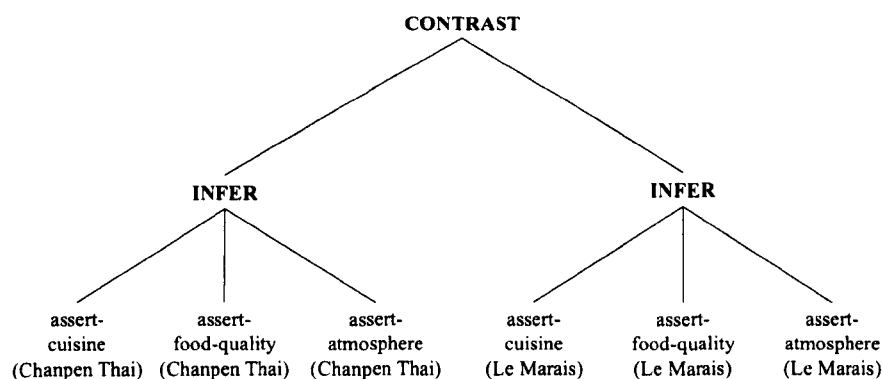 CONTRAST
INFER
INFER
assert-
cuisine
(Chanpen Thai)
assert-
food-quality
(Chanpen Thai)
assert-
atmosphere
(Chanpen Thai)
assert-
cuisine
(Le Marais)
assert-
food-quality
(Le Marais)
assert-
atmosphere
(Le Marais)